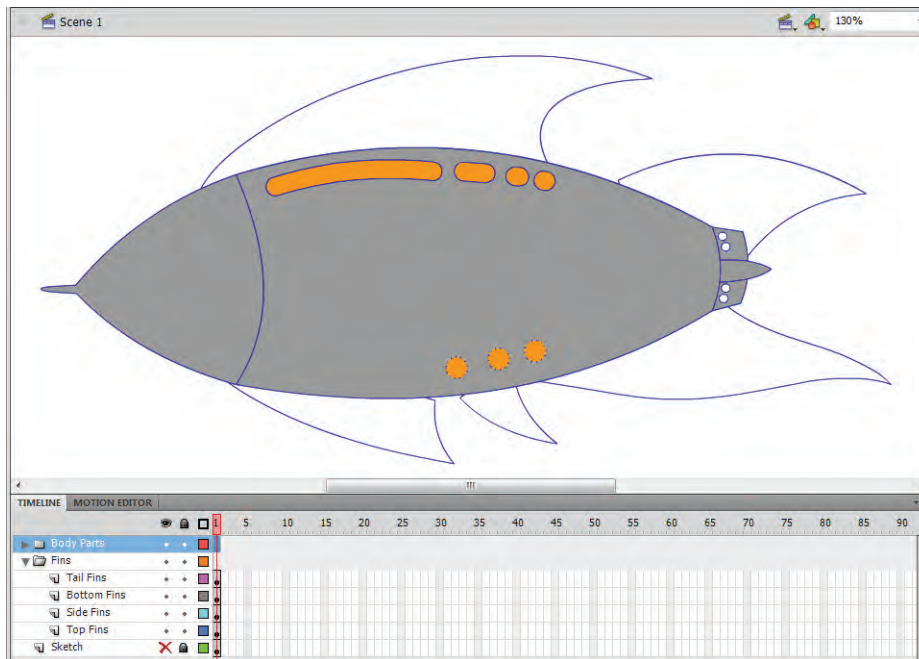 Scene 1
130%
TIMELINE
MOTION EDITOR
1 5 10 15 20 25 30 35 40 45 50 55 60 65 70 75 80 85 90
Body Parts
Fins
Tail Fins
Bottom Fins
Side Fins
Top Fins
Sketch